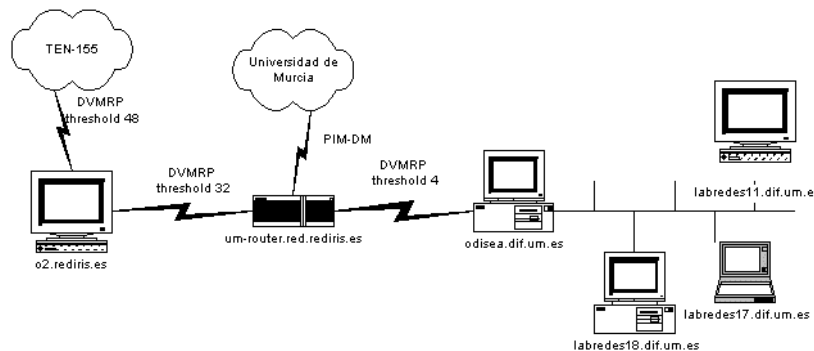 TEN-155
DVMRP
threshold 48
Universidad de
Murcia
PIM-DM
DVMRP
threshold 32
DVMRP
threshold 4
o2.rediris.es
um-router.red.rediris.es
odisea.dif.um.es
labredes11.dif.um.e
labredes18.dif.um.es
labredes17.dif.um.es